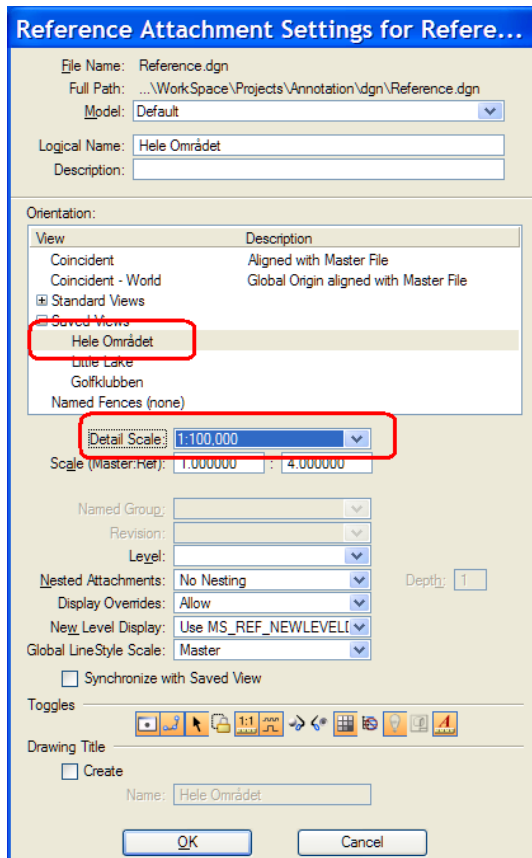 Reference Attachment Settings for Refere...
File Name: Reference.dgn
Full Path: ...\WorkSpace\Projects\Annotation\dgn\Reference.dgn
Model: Default
Logical Name: Hele Området
Description:
Orientation:
View Description
Coincident Aligned with Master File
Coincident - World Global Origin aligned with Master File
Standard Views
Saved Views
Hele Området
Little Lake
Golfklubben
Named Fences (none)
Detail Scale: 1:100,000
Scale (Master:Ref): 1.000000 : 4.000000
Named Group:
Revision:
Level:
Nested Attachments: No Nesting Depth: 1
Display Overrides: Allow
New Level Display: Use MS_REF_NEWLEVELD
Global LineStyle Scale: Master
Synchronize with Saved View
Toggles
1:1 A
Drawing Title
Create
Name: Hele Området
OK Cancel